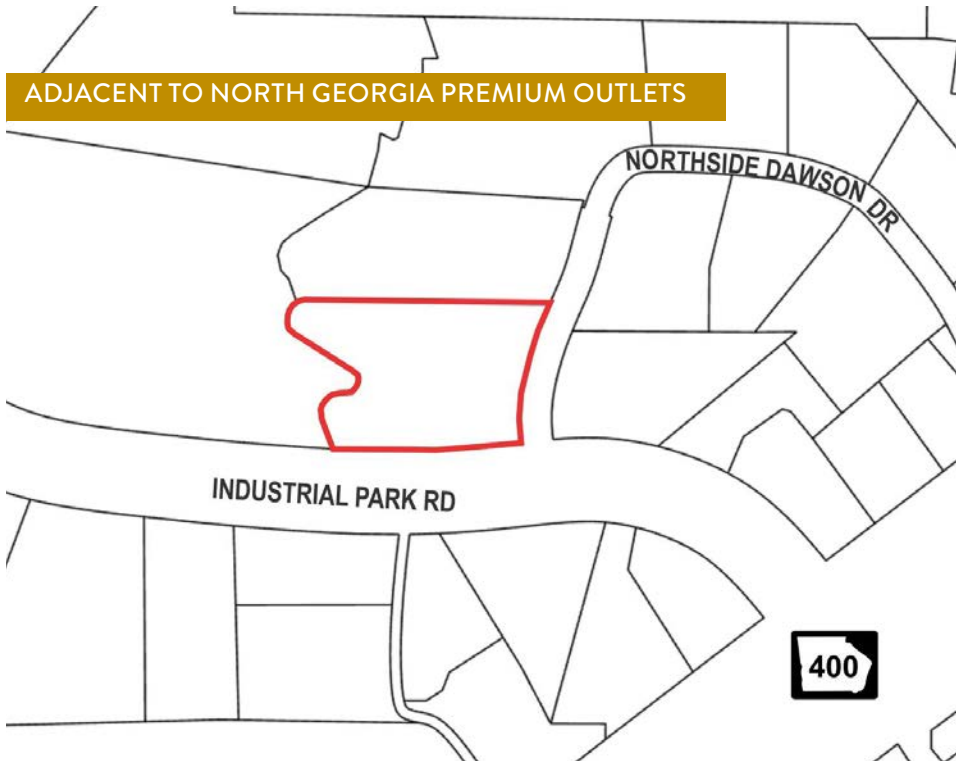 ADJACENT TO NORTH GEORGIA PREMIUM OUTLETS
NORTHSIDE DAWSON DR
INDUSTRIAL PARK RD
400